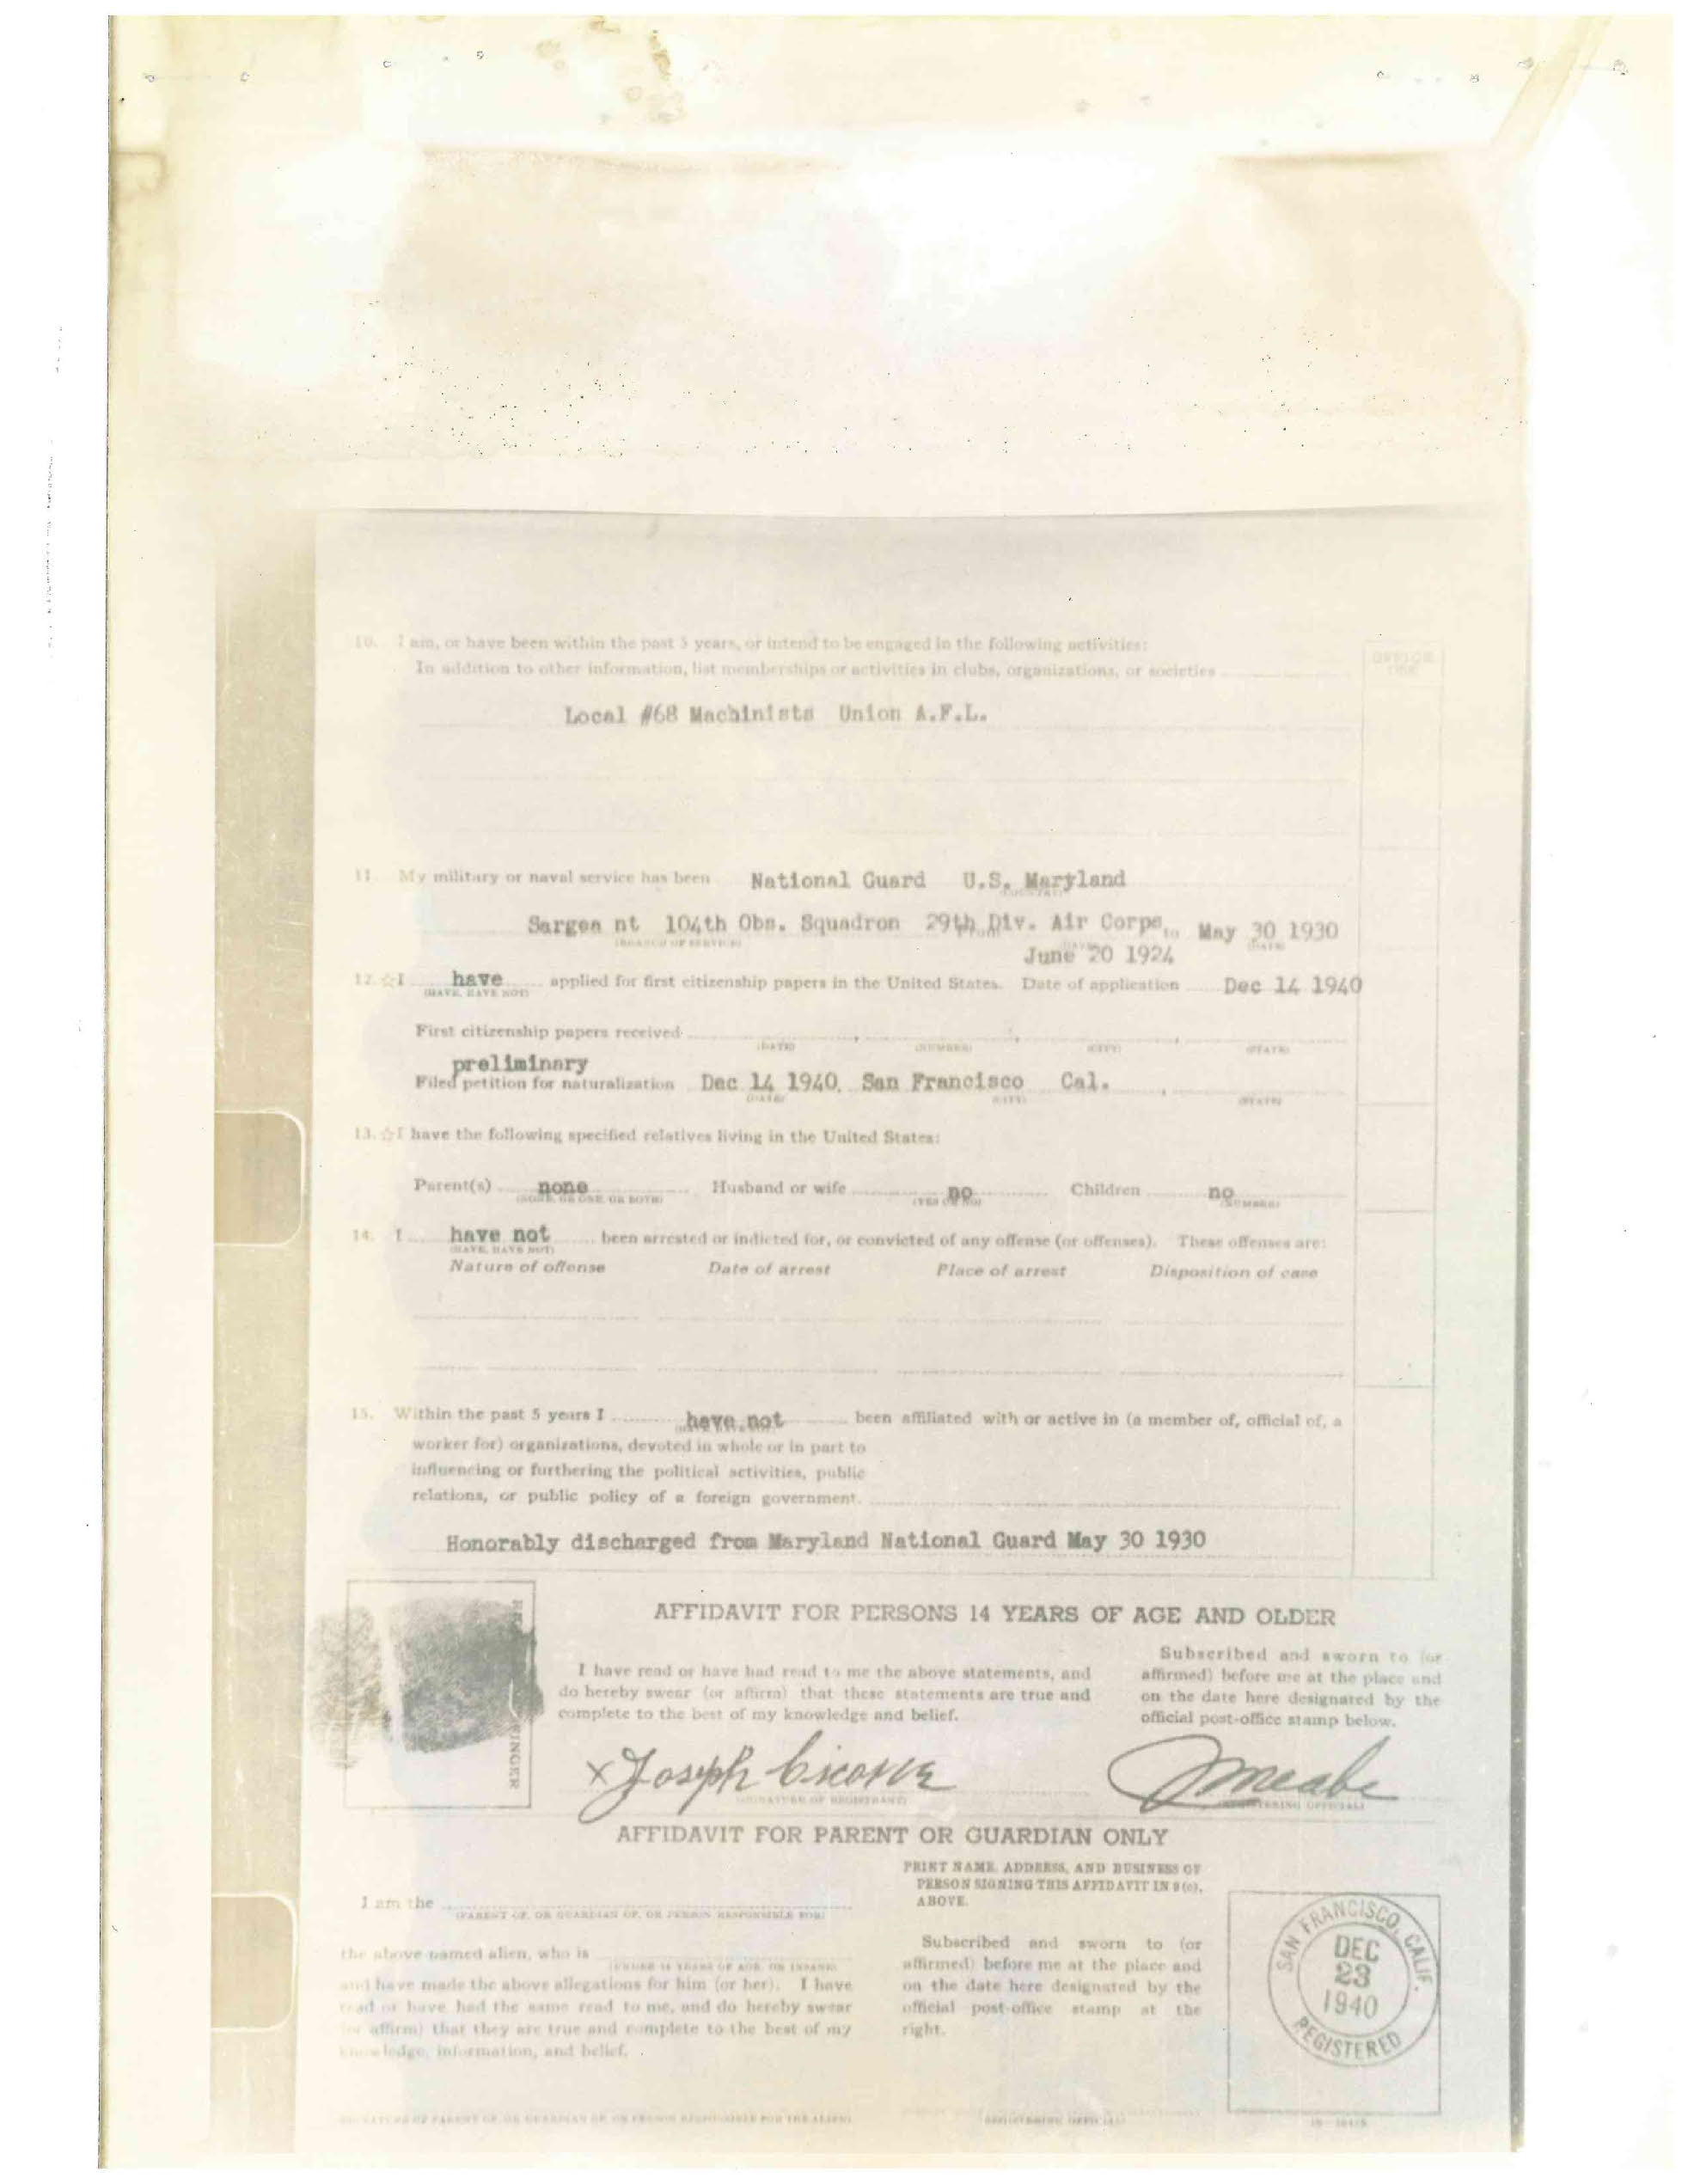 10. I am, or have been within the past 5 years, or intend to be engaged in the following activities:
In addition to other information, list memberships or activities in clubs, organizations, or societies
OFFICE
USE
Local #68 Machinists Union A.F.L.
11. My military or naval service has been National Guard U.S. Maryland
Sargen nt 104th Obs. Squadron 29th Div. Air Corps, May 30 1930
(BRANCH OF SERVICE)
June 20 1924
12. ☆I have applied for first citizenship papers in the United States. Date of application Dec 14 1940
(HAVE, HAVE NOT)
First citizenship papers received
(DATE) (NUMBER) (CITY) (STATE)
preliminary
Filed petition for naturalization Dec 14 1940, San Francisco Cal.
(DATE) (CITY) (STATE)
13. ☆I have the following specified relatives living in the United States:
Parent(s) none Husband or wife no Children no
(NONE, OR ONE, OR BOTH) (YES OR NO) (NUMBER)
14. I have not been arrested or indicted for, or convicted of any offense (or offenses). These offenses are:
(HAVE, HAVE NOT)
Nature of offense Date of arrest Place of arrest Disposition of case
15. Within the past 5 years I have not been affiliated with or active in (a member of, official of, a
worker for) organizations, devoted in whole or in part to
influencing or furthering the political activities, public
relations, or public policy of a foreign government.
Honorably discharged from Maryland National Guard May 30 1930
AFFIDAVIT FOR PERSONS 14 YEARS OF AGE AND OLDER
I have read or have had read to me the above statements, and
do hereby swear (or affirm) that these statements are true and
complete to the best of my knowledge and belief.
Subscribed and sworn to (or
affirmed) before me at the place and
on the date here designated by the
official post-office stamp below.
INGER
x Joseph Cicona
(SIGNATURE OF REGISTRANT)
(REGISTERING OFFICIAL)
AFFIDAVIT FOR PARENT OR GUARDIAN ONLY
I am the
(PARENT OF, OR GUARDIAN OF, OR PERSON RESPONSIBLE FOR)
the above named alien, who is
(UNDER 14 YEARS OF AGE, OR INSANE)
and have made the above allegations for him (or her). I have
read or have had the same read to me, and do hereby swear
(or affirm) that they are true and complete to the best of my
knowledge, information, and belief.
(SIGNATURE OF PARENT OF, OR GUARDIAN OF, OR PERSON RESPONSIBLE FOR THE ALIEN)
PRINT NAME, ADDRESS, AND BUSINESS OF
PERSON SIGNING THIS AFFIDAVIT IN 8 (c),
ABOVE.
Subscribed and sworn to (or
affirmed) before me at the place and
on the date here designated by the
official post-office stamp at the
right.
(REGISTERING OFFICIAL)
SAN FRANCISCO, CALIF.
DEC
23
1940
REGISTERED